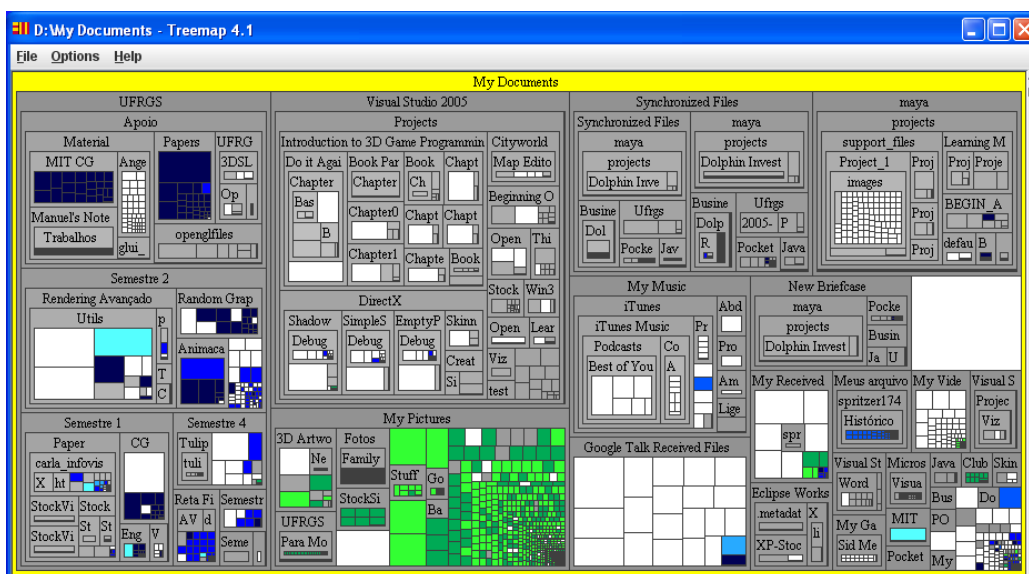 D:\My Documents - Treemap 4.1
File Options Help
My Documents
UFRGS
Apoio
Material
MIT CG
Ange
Manuel's Note
Trabalhos
glui_
Papers
UFRG
3DSL
Op
openglfiles
Semestre 2
Rendering Avançado
Utils
p
T
C
Random Grap
Animaca
Semestre 1
Paper
carla_infovis
X
ht
StockVi
Stock
StockVi
St
St
CG
Eng
V
Semestre 4
Tulip
tuli
Reta Fi
AV
d
Semestr
Seme
Visual Studio 2005
Projects
Introduction to 3D Game Programmin
Do it Agai
Chapter
Bas
B
Book Par
Chapter
Chapter0
Chapter1
Book
Ch
Chapt
Chapt
Chapt
Chapte
Book
DirectX
Shadow
Debug
SimpleS
Debug
EmptyP
Debug
Skinn
Creat
Si
Cityworld
Map Edito
Beginning O
Open
Thi
Stock
Win3
Open
Lear
Viz
test
My Pictures
3D Artwo
Ne
UFRGS
Para Mo
Fotos
Family
StockSi
Stuff
Go
Ba
Synchronized Files
Synchronized Files
maya
projects
Dolphin Inve
Busine
Dol
Ufrgs
Pocke
Jav
maya
projects
Dolphin Invest
Busine
Dolp
R
Ufrgs
2005-
P
Pocket
Java
maya
projects
support_files
Project_1
images
Proj
Proj
Proj
Learning M
Proj
Proje
BEGIN_A
defau
B
My Music
iTunes
iTunes Music
Podcasts
Best of You
Co
A
Pr
Abd
Pro
Am
Lige
New Briefcase
maya
projects
Dolphin Invest
Pocke
Busin
Ja
U
Google Talk Received Files
My Received
spr
Meus arquivo
spritzer174
Histórico
My Vide
Visual S
Projec
Viz
Eclipse Works
.metadat
X
li
XP-Stoc
Visual St
Word
My Ga
Sid Me
Micros
Visua
MIT
Pocket
Java
Bus
PO
My
Club
Skin
Do